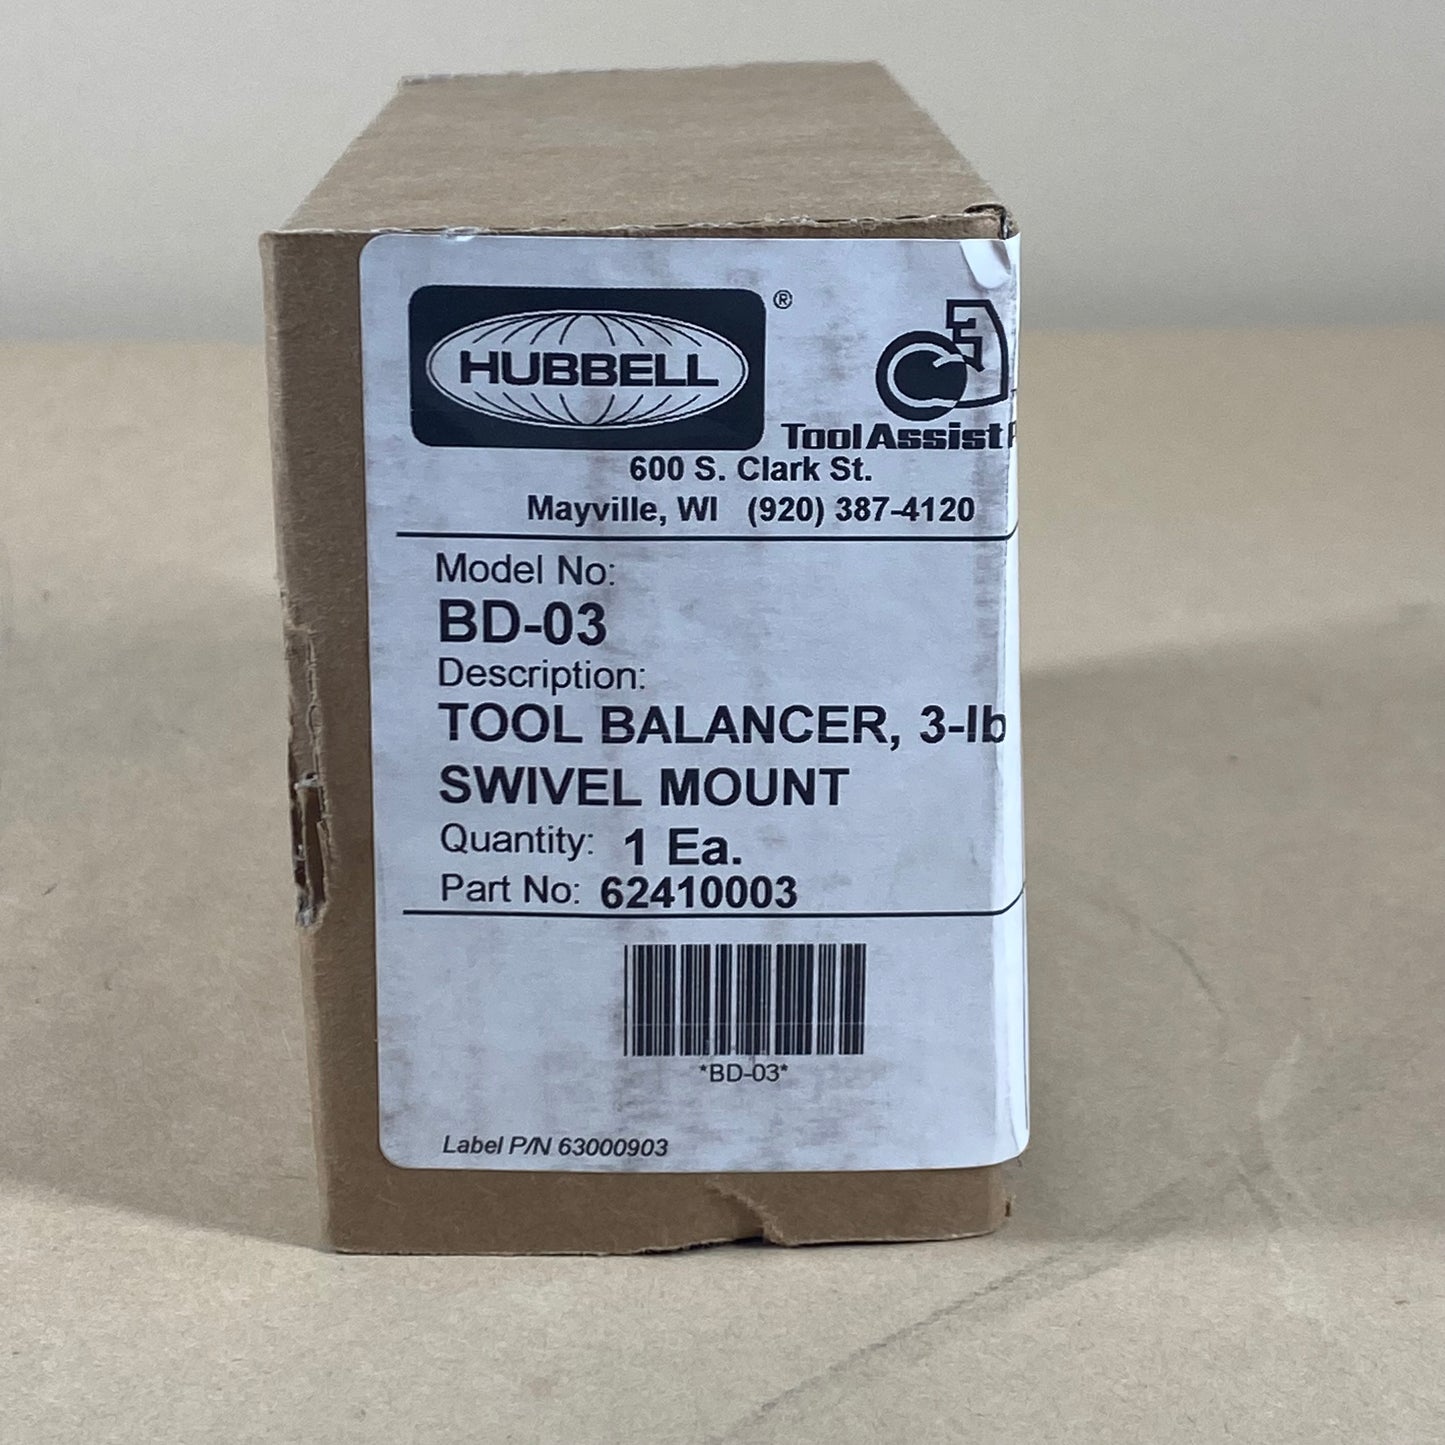 HUBBELL ®
Tool Assist
600 S. Clark St.
Mayville, WI (920) 387-4120
Model No:
BD-03
Description:
TOOL BALANCER, 3-lb
SWIVEL MOUNT
Quantity: 1 Ea.
Part No: 62410003
*BD-03*
Label P/N 63000903